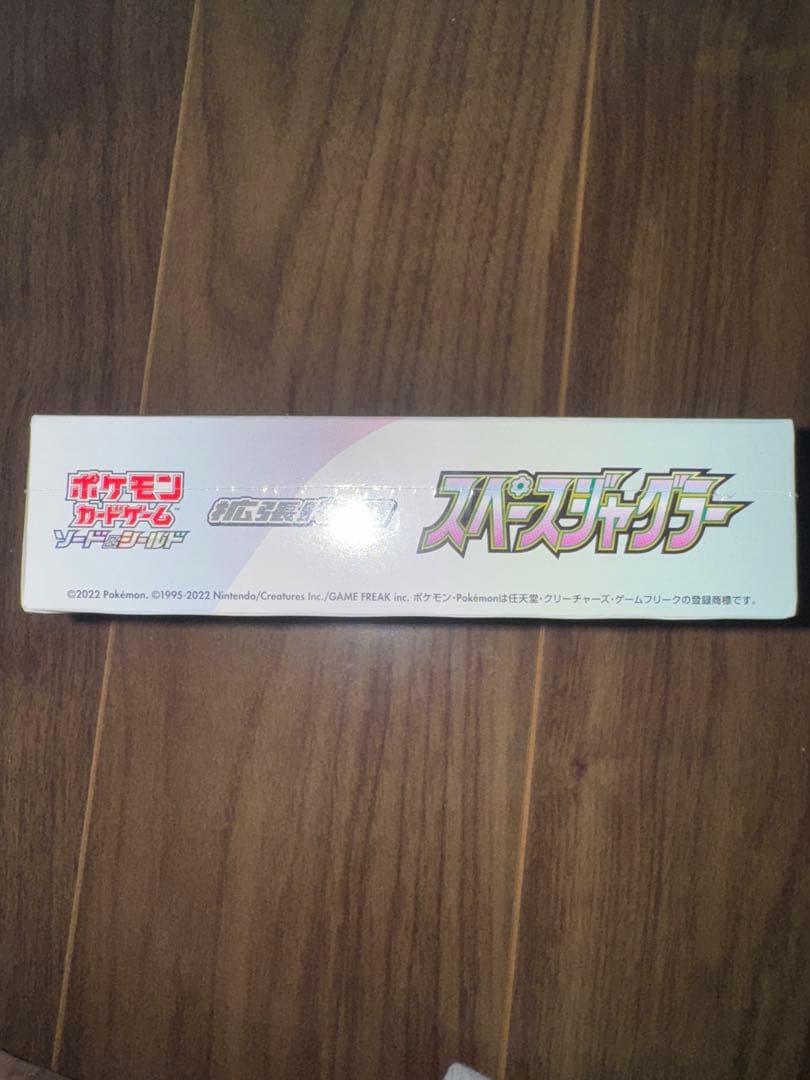 ポケモン
カードゲーム™
ソード&シールド
拡張
スペースジャグラー
©2022 Pokémon. ©1995-2022 Nintendo/Creatures Inc./GAME FREAK inc. ポケモン・Pokémonは任天堂・クリーチャーズ・ゲームフリークの登録商標です。